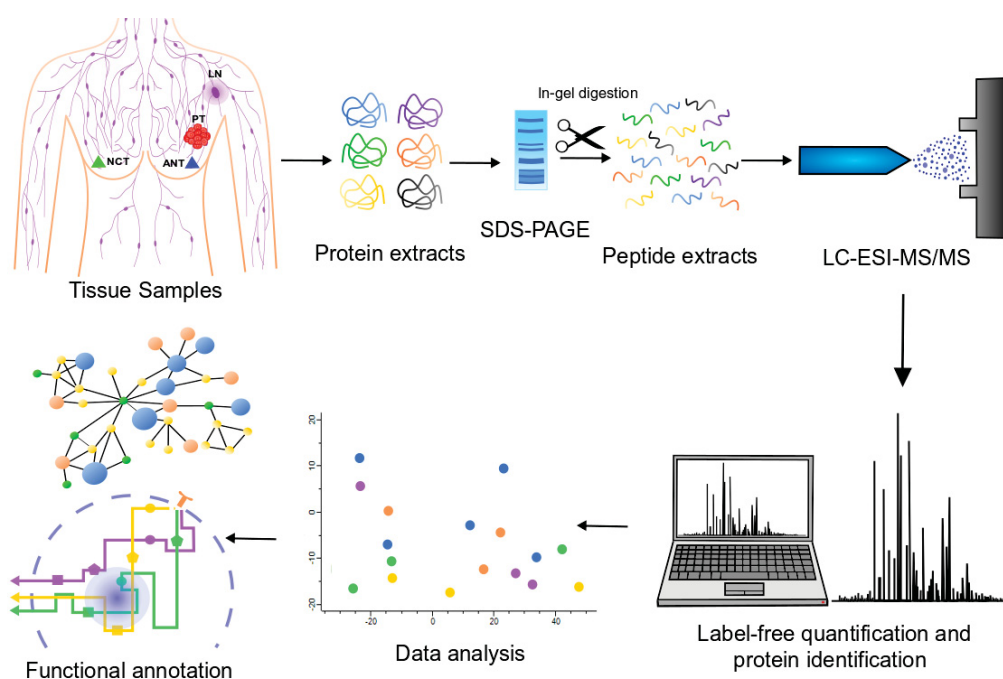 LN
PT
NCT
ANT
Tissue Samples
Protein extracts
SDS-PAGE
In-gel digestion
Peptide extracts
LC-ESI-MS/MS
Label-free quantification and
protein identification
20
10
0
-10
-20
-20
0
20
40
Data analysis
Functional annotation